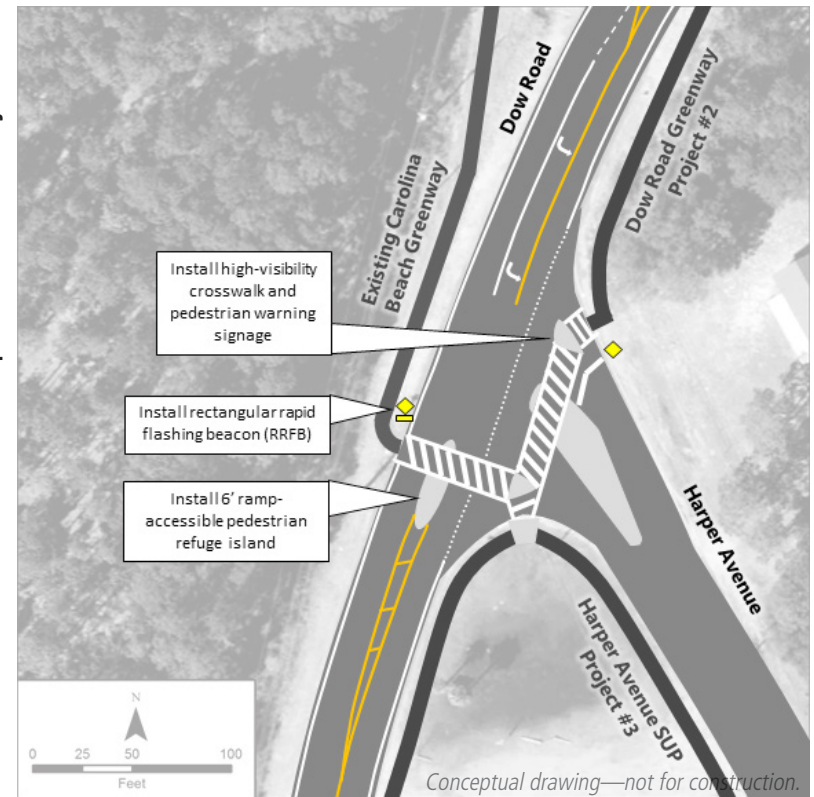 Dow Road
Dow Road Greenway
Project #2
Existing Carolina
Beach Greenway
Install high-visibility
crosswalk and
pedestrian warning
signage
Install rectangular rapid
flashing beacon (RRFB)
Install 6' ramp-
accessible pedestrian
refuge island
Harper Avenue
Harper Avenue SUP
Project #3
N
0 25 50 100
Feet
Conceptual drawing—not for construction.